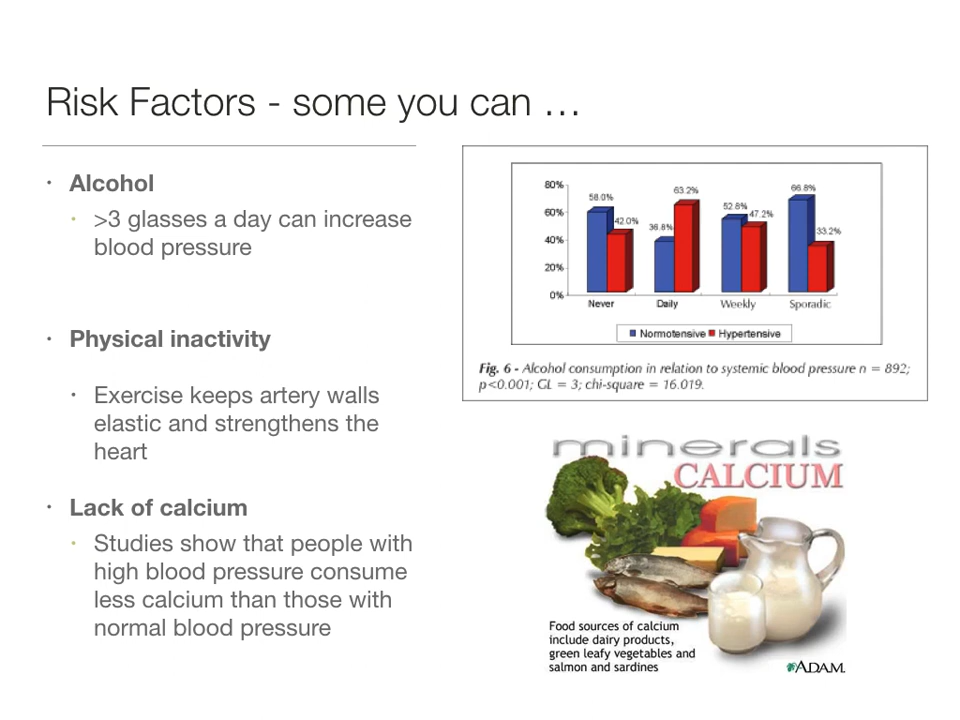 Risk Factors - some you can …
• Alcohol
• >3 glasses a day can increase
blood pressure
• Physical inactivity
• Exercise keeps artery walls
elastic and strengthens the
heart
• Lack of calcium
• Studies show that people with
high blood pressure consume
less calcium than those with
normal blood pressure
80%
60%
40%
20%
0%
58.0%
42.0%
36.8%
63.2%
52.8%
47.2%
66.8%
33.2%
Never Daily Weekly Sporadic
Normotensive Hypertensive
Fig. 6 - Alcohol consumption in relation to systemic blood pressure n = 892;
p<0.001; GL = 3; chi-square = 16.019.
minerals
CALCIUM
Food sources of calcium
include dairy products,
green leafy vegetables and
salmon and sardines
ADAM.